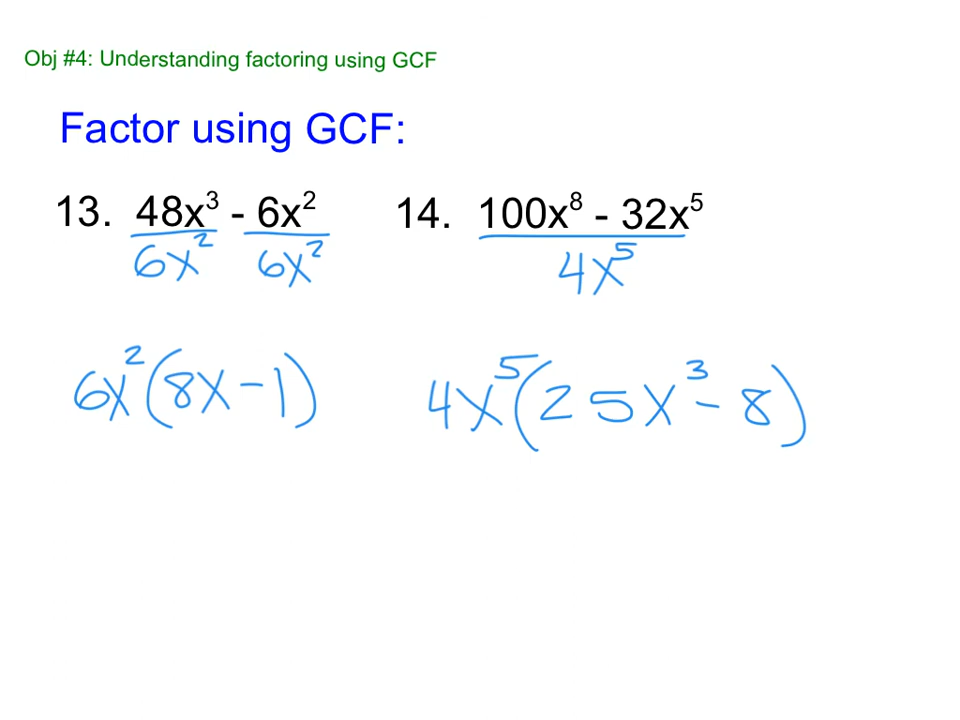 Obj #4: Understanding factoring using GCF
Factor using GCF:
13. 48x³ - 6x² 14. 100x⁸ - 32x⁵
6x² 6x² 4x⁵
6x²(8x - 1) 4x⁵(25x³ - 8)